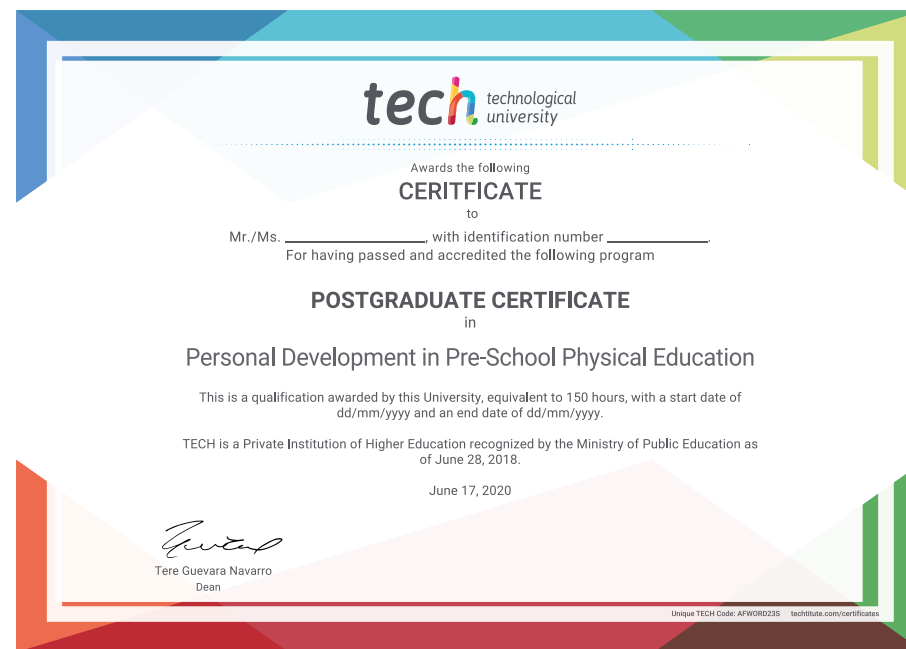 tech technological
university
Awards the following
CERITFICATE
to
Mr./Ms. ____________, with identification number ____________.
For having passed and accredited the following program
POSTGRADUATE CERTIFICATE
in
Personal Development in Pre-School Physical Education
This is a qualification awarded by this University, equivalent to 150 hours, with a start date of
dd/mm/yyyy and an end date of dd/mm/yyyy.
TECH is a Private Institution of Higher Education recognized by the Ministry of Public Education as
of June 28, 2018.
June 17, 2020
Tere Guevara Navarro
Dean
Unique TECH Code: AFWORD23S techtitute.com/certificates